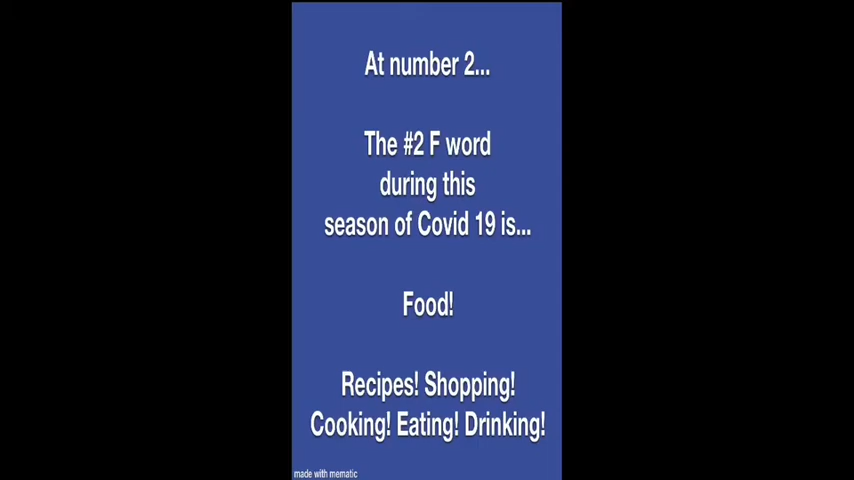 At number 2...
The #2 F word
during this
season of Covid 19 is...
Food!
Recipes! Shopping!
Cooking! Eating! Drinking!
made with mematic